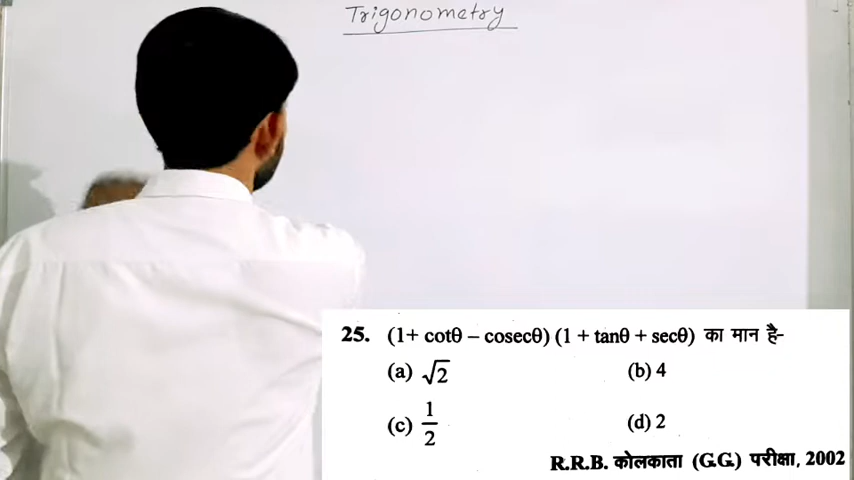 Trigonometry
25. (1+ cotθ – cosecθ) (1 + tanθ + secθ) का मान है-
(a) √2 (b) 4
(c) 1/2 (d) 2
R.R.B. कोलकाता (G.G.) परीक्षा, 2002